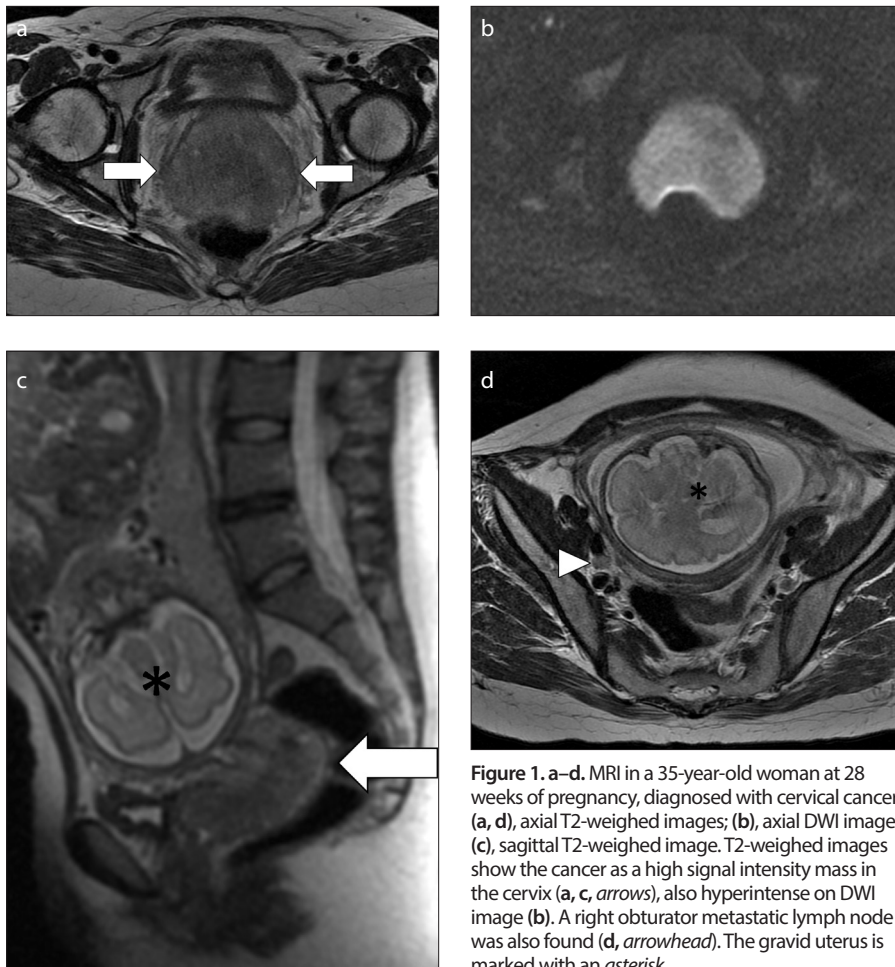 a
b
c
d
*
*
Figure 1. a–d. MRI in a 35-year-old woman at 28
weeks of pregnancy, diagnosed with cervical cancer
(a, d), axial T2-weighed images; (b), axial DWI image
(c), sagittal T2-weighed image. T2-weighed images
show the cancer as a high signal intensity mass in
the cervix (a, c, arrows), also hyperintense on DWI
image (b). A right obturator metastatic lymph node
was also found (d, arrowhead). The gravid uterus is
marked with an asterisk